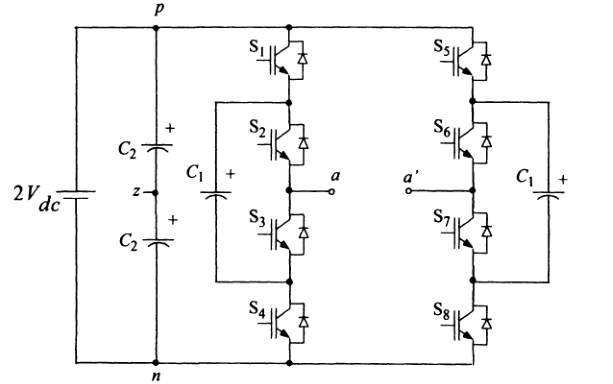 p
S1
S5
+
S2
S6
C2
C1
+
a
a'
C1
+
2Vdc
z
+
C2
S3
S7
S4
S8
n